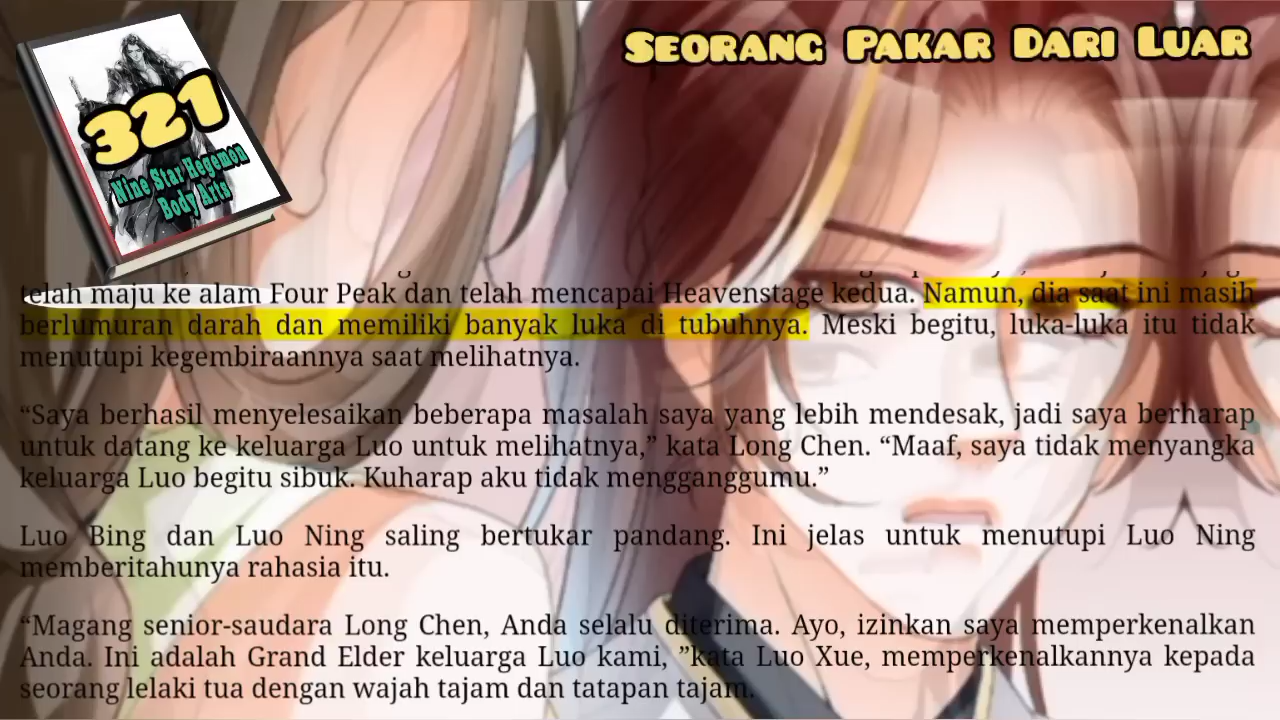 SEORANG PAKAR DARI LUAR
321
Nine Star Hegemon
Body Arts
telah maju ke alam Four Peak dan telah mencapai Heavenstage kedua. Namun, dia saat ini masih
berlumuran darah dan memiliki banyak luka di tubuhnya. Meski begitu, luka-luka itu tidak
menutupi kegembiraannya saat melihatnya.
“Saya berhasil menyelesaikan beberapa masalah saya yang lebih mendesak, jadi saya berharap
untuk datang ke keluarga Luo untuk melihatnya,” kata Long Chen. “Maaf, saya tidak menyangka
keluarga Luo begitu sibuk. Kuharap aku tidak mengganggumu.”
Luo Bing dan Luo Ning saling bertukar pandang. Ini jelas untuk menutupi Luo Ning
memberitahunya rahasia itu.
“Magang senior-saudara Long Chen, Anda selalu diterima. Ayo, izinkan saya memperkenalkan
Anda. Ini adalah Grand Elder keluarga Luo kami, ”kata Luo Xue, memperkenalkannya kepada
seorang lelaki tua dengan wajah tajam dan tatapan tajam.